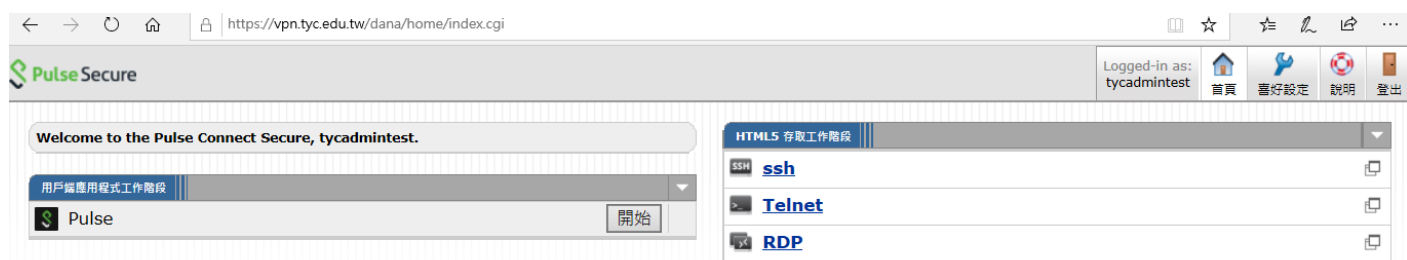 https://vpn.tyc.edu.tw/dana/home/index.cgi
Pulse Secure
Logged-in as:
tycadmintest
首頁
喜好設定
說明
登出
Welcome to the Pulse Connect Secure, tycadmintest.
用戶端應用程式工作階段
Pulse
開始
HTML5 存取工作階段
SSH
ssh
Telnet
RDP